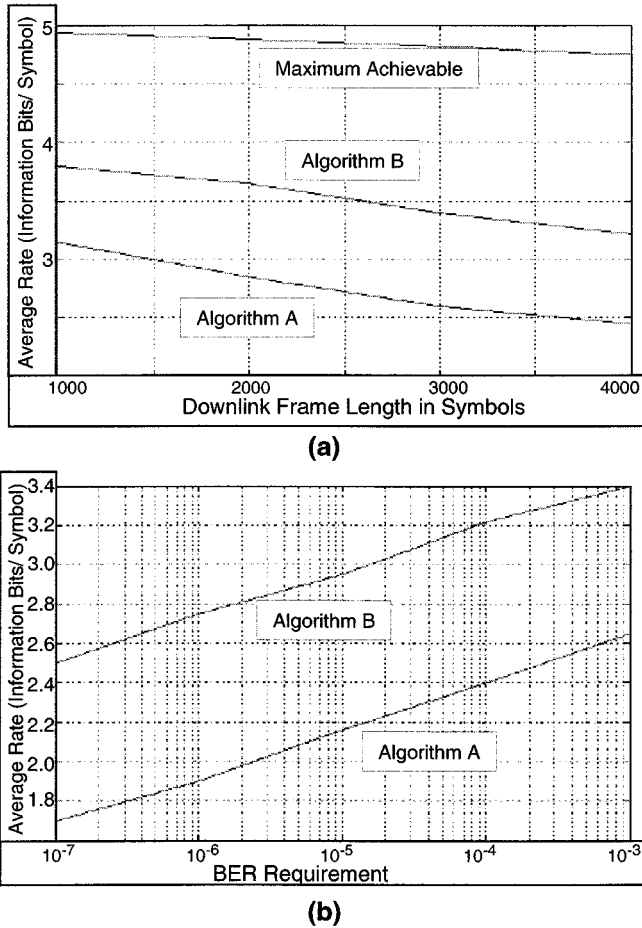 Average Rate (Information Bits/ Symbol)
5
4
3
Maximum Achievable
Algorithm B
Algorithm A
1000 2000 3000 4000
Downlink Frame Length in Symbols
(a)
Average Rate (Information Bits/ Symbol)
3.4
3.2
3.0
2.8
2.6
2.4
2.2
2.0
1.8
Algorithm B
Algorithm A
10-7 10-6 10-5 10-4 10-3
BER Requirement
(b)